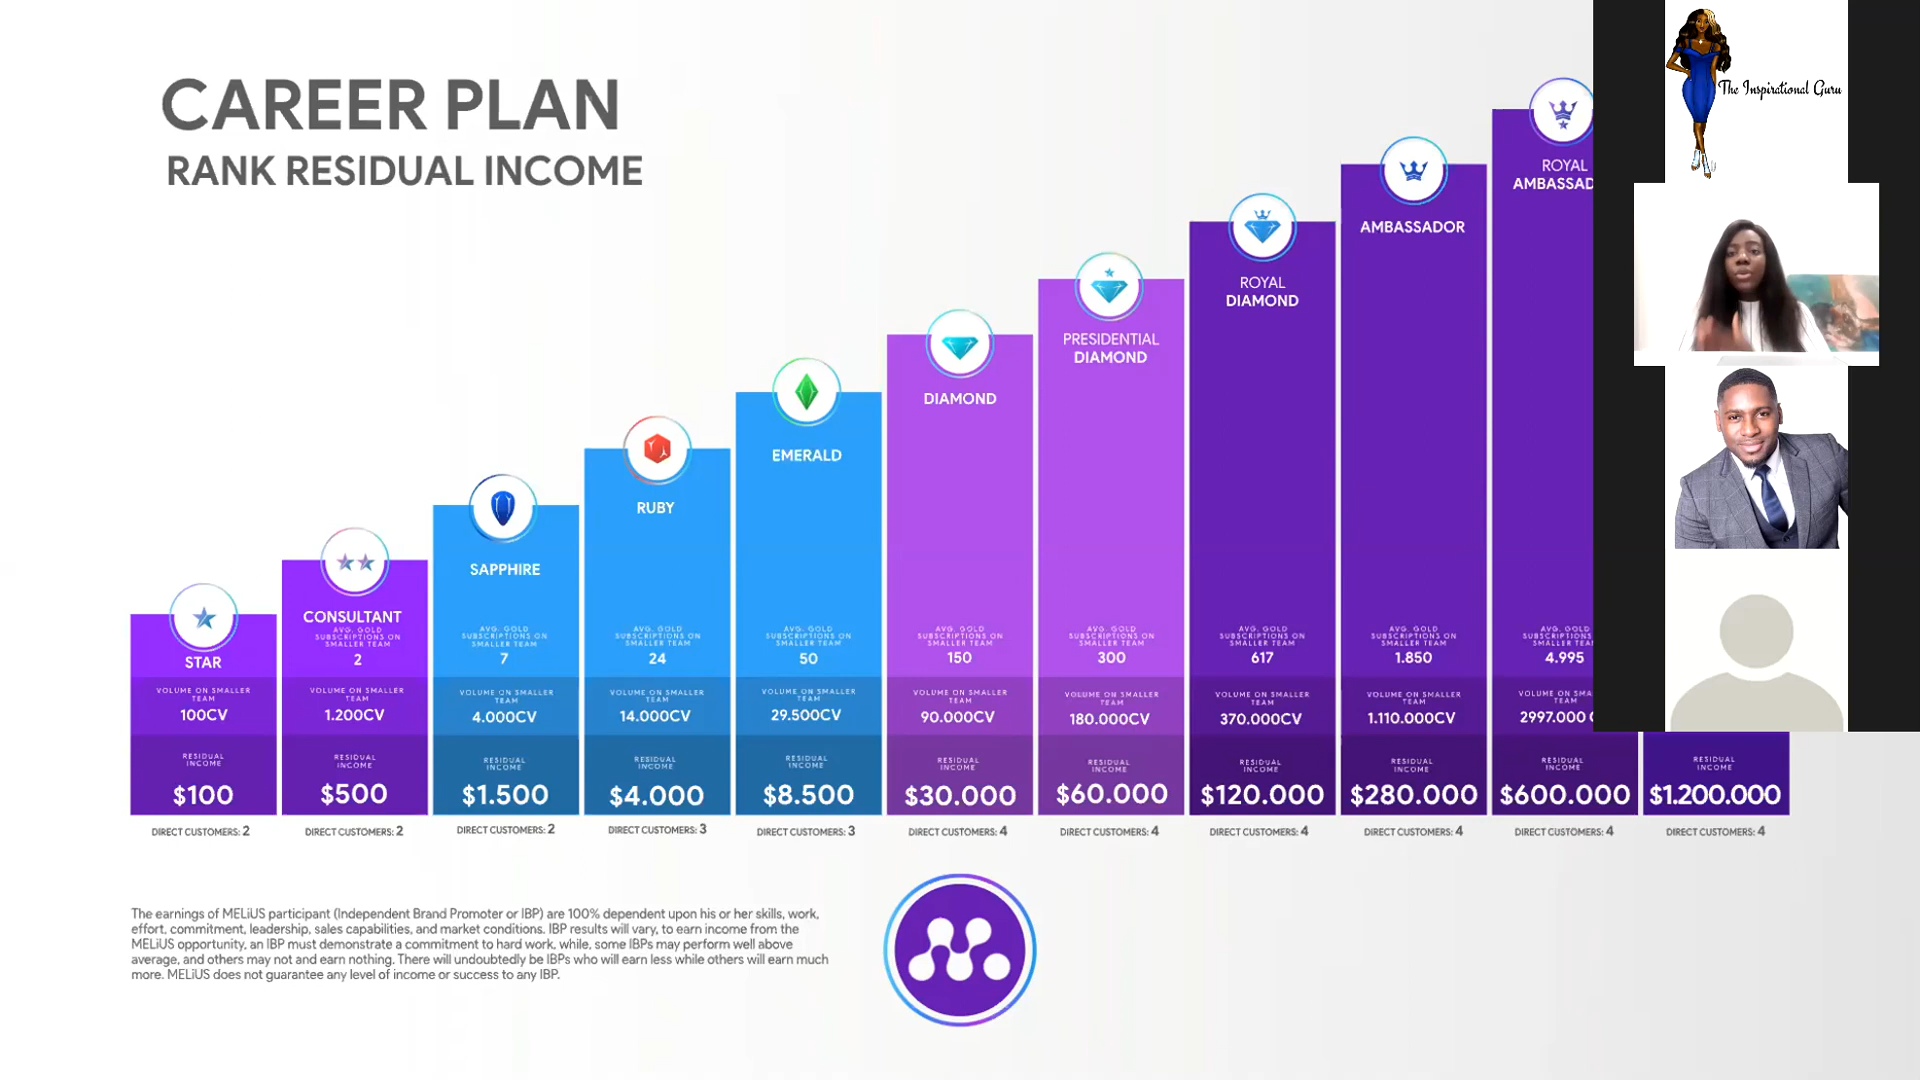 CAREER PLAN
RANK RESIDUAL INCOME
The Inspirational Guru
STAR
VOLUME ON SMALLER
TEAM
100CV
RESIDUAL
INCOME
$100
DIRECT CUSTOMERS: 2
CONSULTANT
AVG. GOLD
SUBSCRIPTIONS ON
SMALLER TEAM
2
VOLUME ON SMALLER
TEAM
1.200CV
RESIDUAL
INCOME
$500
DIRECT CUSTOMERS: 2
SAPPHIRE
AVG. GOLD
SUBSCRIPTIONS ON
SMALLER TEAM
7
VOLUME ON SMALLER
TEAM
4.000CV
RESIDUAL
INCOME
$1.500
DIRECT CUSTOMERS: 2
RUBY
AVG. GOLD
SUBSCRIPTIONS ON
SMALLER TEAM
24
VOLUME ON SMALLER
TEAM
14.000CV
RESIDUAL
INCOME
$4.000
DIRECT CUSTOMERS: 3
EMERALD
AVG. GOLD
SUBSCRIPTIONS ON
SMALLER TEAM
50
VOLUME ON SMALLER
TEAM
29.500CV
RESIDUAL
INCOME
$8.500
DIRECT CUSTOMERS: 3
DIAMOND
AVG. GOLD
SUBSCRIPTIONS ON
SMALLER TEAM
150
VOLUME ON SMALLER
TEAM
90.000CV
RESIDUAL
INCOME
$30.000
DIRECT CUSTOMERS: 4
PRESIDENTIAL
DIAMOND
AVG. GOLD
SUBSCRIPTIONS ON
SMALLER TEAM
300
VOLUME ON SMALLER
TEAM
180.000CV
RESIDUAL
INCOME
$60.000
DIRECT CUSTOMERS: 4
ROYAL
DIAMOND
AVG. GOLD
SUBSCRIPTIONS ON
SMALLER TEAM
617
VOLUME ON SMALLER
TEAM
370.000CV
RESIDUAL
INCOME
$120.000
DIRECT CUSTOMERS: 4
AMBASSADOR
AVG. GOLD
SUBSCRIPTIONS ON
SMALLER TEAM
1.850
VOLUME ON SMALLER
TEAM
1.110.000CV
RESIDUAL
INCOME
$280.000
DIRECT CUSTOMERS: 4
ROYAL
AMBASSAD
AVG. GOLD
SUBSCRIPTIONS
SMALLER TEA
4.995
VOLUME ON SMA
TEAM
2997.000
RESIDUAL
INCOME
$600.000
DIRECT CUSTOMERS: 4
RESIDUAL
INCOME
$1.200.000
DIRECT CUSTOMERS: 4
The earnings of MELiUS participant (Independent Brand Promoter or IBP) are 100% dependent upon his or her skills, work,
effort, commitment, leadership, sales capabilities, and market conditions. IBP results will vary, to earn income from the
MELiUS opportunity, an IBP must demonstrate a commitment to hard work, while, some IBPs may perform well above
average, and others may not and earn nothing. There will undoubtedly be IBPs who will earn less while others will earn much
more. MELiUS does not guarantee any level of income or success to any IBP.